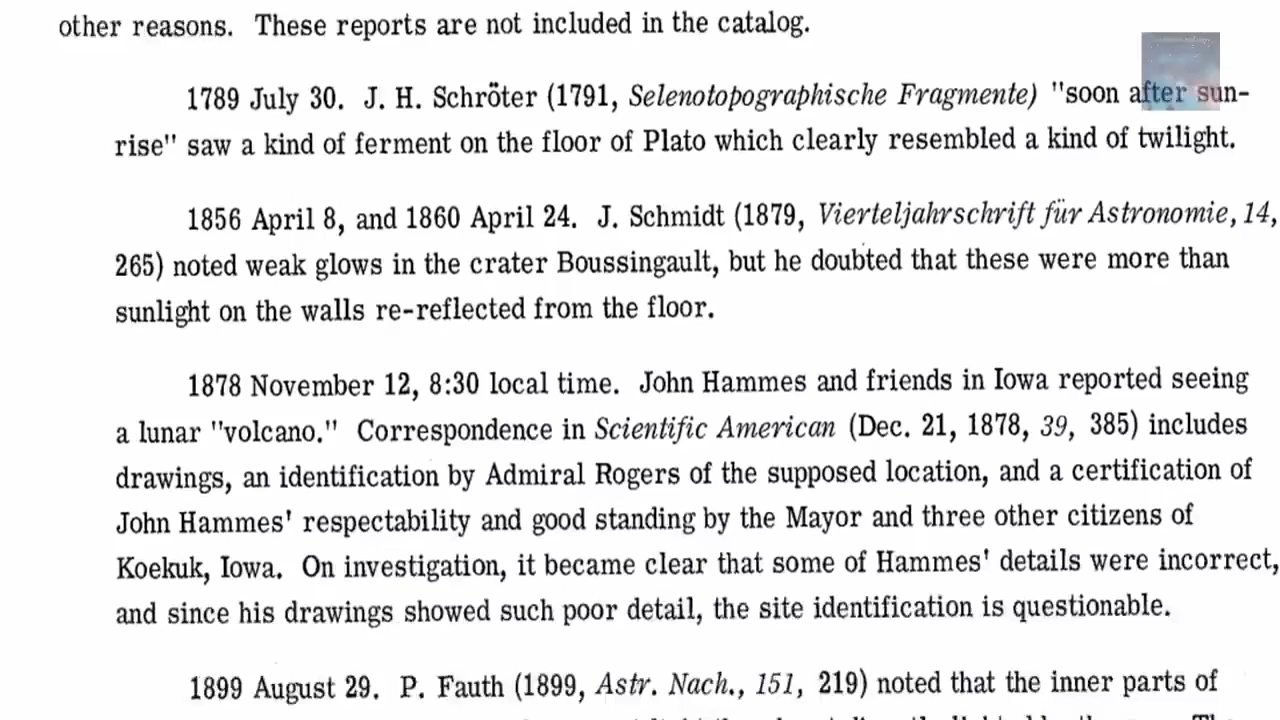 other reasons. These reports are not included in the catalog.
1789 July 30. J. H. Schröter (1791, Selenotopographische Fragmente) "soon after sun-
rise" saw a kind of ferment on the floor of Plato which clearly resembled a kind of twilight.
1856 April 8, and 1860 April 24. J. Schmidt (1879, Vierteljahrschrift für Astronomie, 14,
265) noted weak glows in the crater Boussingault, but he doubted that these were more than
sunlight on the walls re-reflected from the floor.
1878 November 12, 8:30 local time. John Hammes and friends in Iowa reported seeing
a lunar "volcano." Correspondence in Scientific American (Dec. 21, 1878, 39, 385) includes
drawings, an identification by Admiral Rogers of the supposed location, and a certification of
John Hammes' respectability and good standing by the Mayor and three other citizens of
Koekuk, Iowa. On investigation, it became clear that some of Hammes' details were incorrect,
and since his drawings showed such poor detail, the site identification is questionable.
1899 August 29. P. Fauth (1899, Astr. Nach., 151, 219) noted that the inner parts of